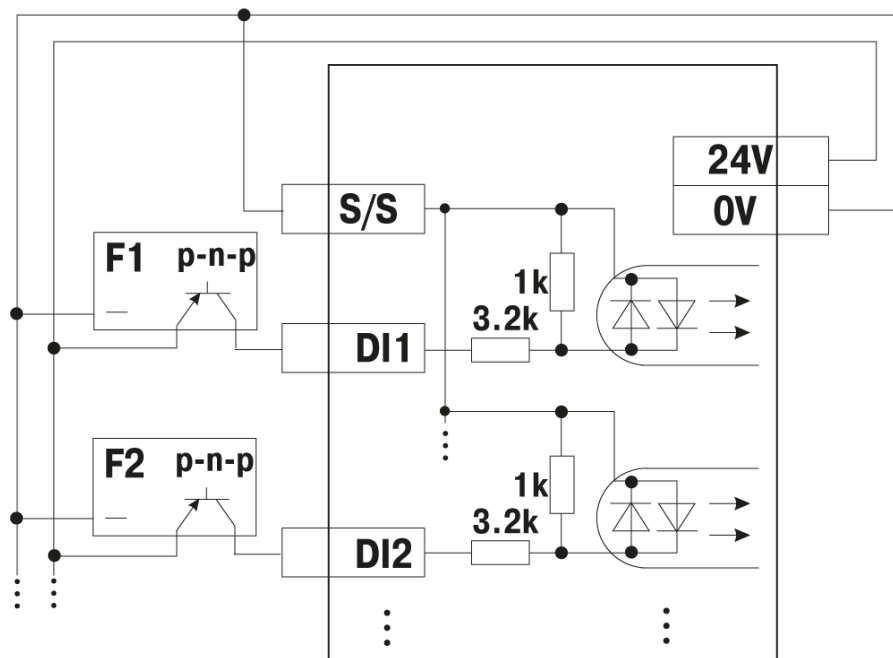 24V
S/S
0V
F1 p-n-p
—
1k
3.2k
DI1
F2 p-n-p
—
1k
3.2k
DI2